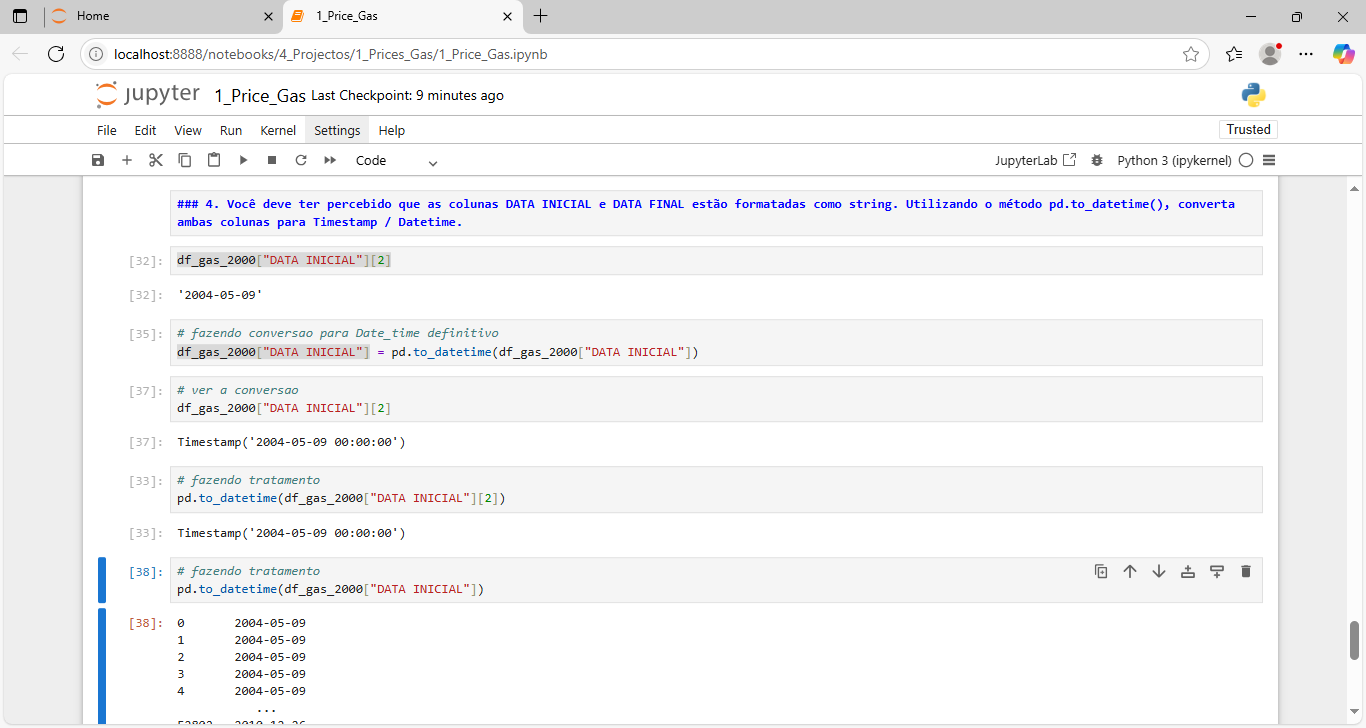 Home
1_Price_Gas
localhost:8888/notebooks/4_Projectos/1_Prices_Gas/1_Price_Gas.ipynb
jupyter 1_Price_Gas Last Checkpoint: 9 minutes ago
File Edit View Run Kernel Settings Help
Trusted
Code
JupyterLab
Python 3 (ipykernel)
### 4. Você deve ter percebido que as colunas DATA INICIAL e DATA FINAL estão formatadas como string. Utilizando o método pd.to_datetime(), converta
ambas colunas para Timestamp / Datetime.
[32]: df_gas_2000["DATA INICIAL"][2]
[32]: '2004-05-09'
[35]: # fazendo conversao para Date_time definitivo
df_gas_2000["DATA INICIAL"] = pd.to_datetime(df_gas_2000["DATA INICIAL"])
[37]: # ver a conversao
df_gas_2000["DATA INICIAL"][2]
[37]: Timestamp('2004-05-09 00:00:00')
[33]: # fazendo tratamento
pd.to_datetime(df_gas_2000["DATA INICIAL"][2])
[33]: Timestamp('2004-05-09 00:00:00')
[38]: # fazendo tratamento
pd.to_datetime(df_gas_2000["DATA INICIAL"])
[38]: 0 2004-05-09
1 2004-05-09
2 2004-05-09
3 2004-05-09
4 2004-05-09
...